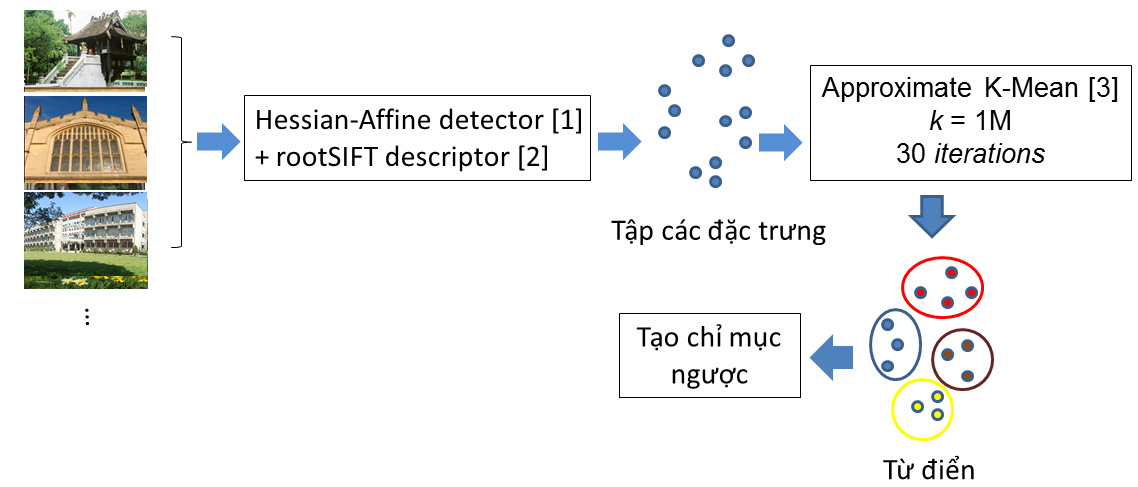 Hessian-Affine detector [1]
+ rootSIFT descriptor [2]
Tập các đặc trưng
Approximate K-Mean [3]
k = 1M
30 iterations
Từ điển
Tạo chỉ mục
ngược
...